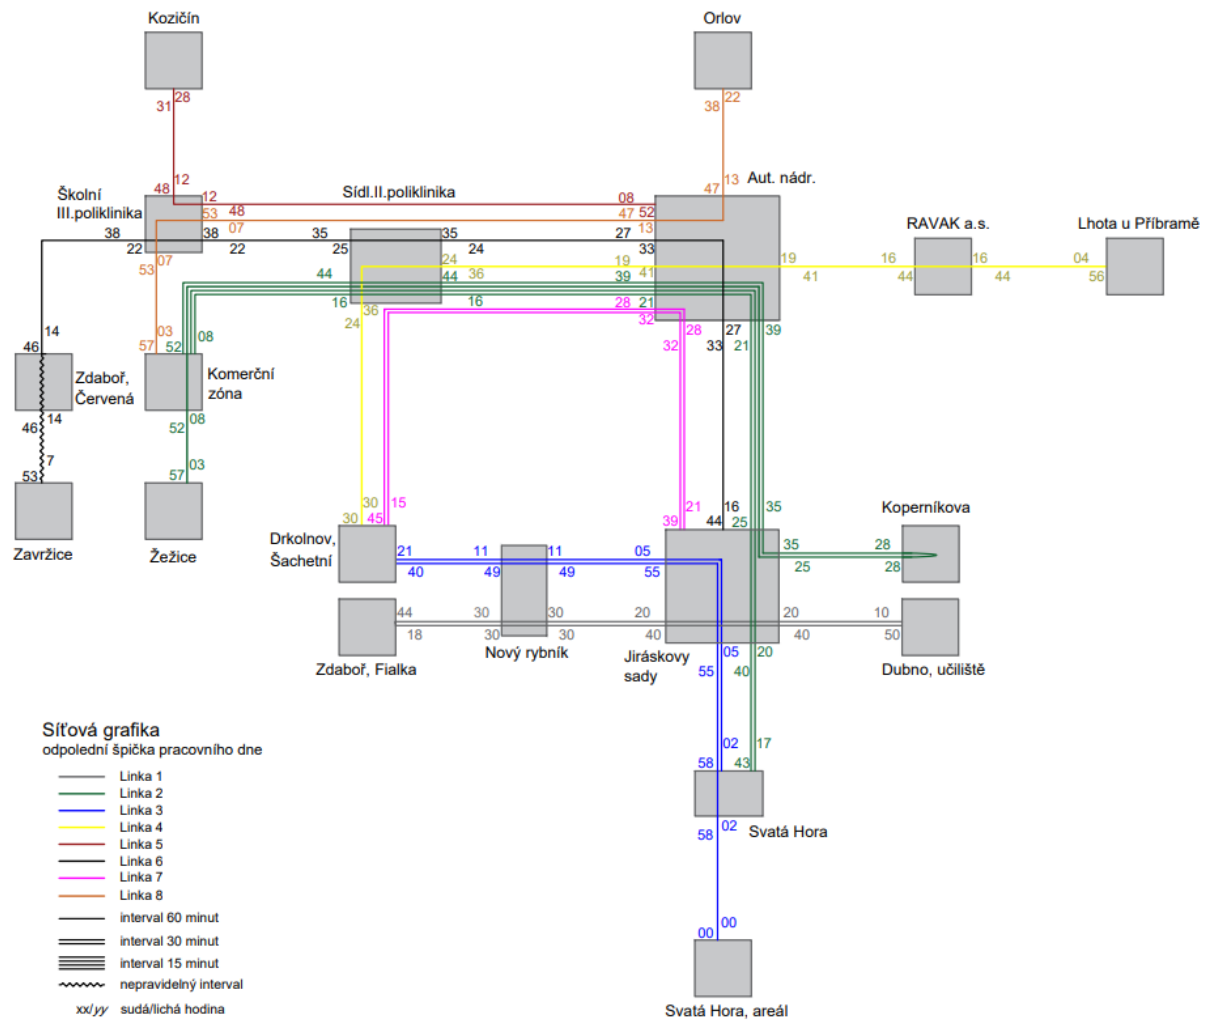 Kozičín
Orlov
28
31
22
38
12
48
13
47
Aut. nádr.
Školní
III.poliklinika
Sídl.II.poliklinika
12
53
48
07
08
47
52
13
RAVAK a.s.
Lhota u Příbramě
38
22
38
22
35
25
35
24
27
33
07
53
24
36
44
16
44
16
19
41
39
21
19
41
16
44
16
44
04
56
36
24
28
32
28
32
27
33
21
39
14
46
03
57
52
08
Zdaboř,
Červená
Komerční
zóna
14
46
08
52
7
53
03
57
Zavržice
Žežice
30
30
15
45
21
39
16
44
25
35
Koperníkova
Drkolnov,
Šachetní
21
40
11
49
11
49
05
55
35
25
28
28
44
18
30
30
30
30
20
40
20
40
10
50
Zdaboř, Fialka
Nový rybník
Jiráskovy
sady
Dubno, učiliště
05
55
20
40
02
58
17
43
02
58
Svatá Hora
00
00
Svatá Hora, areál
Síťová grafika
odpolední špička pracovního dne
Linka 1
Linka 2
Linka 3
Linka 4
Linka 5
Linka 6
Linka 7
Linka 8
interval 60 minut
interval 30 minut
interval 15 minut
nepravidelný interval
xx/yy sudá/lichá hodina